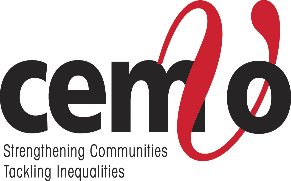 cemvo
Strengthening Communities
Tackling Inequalities